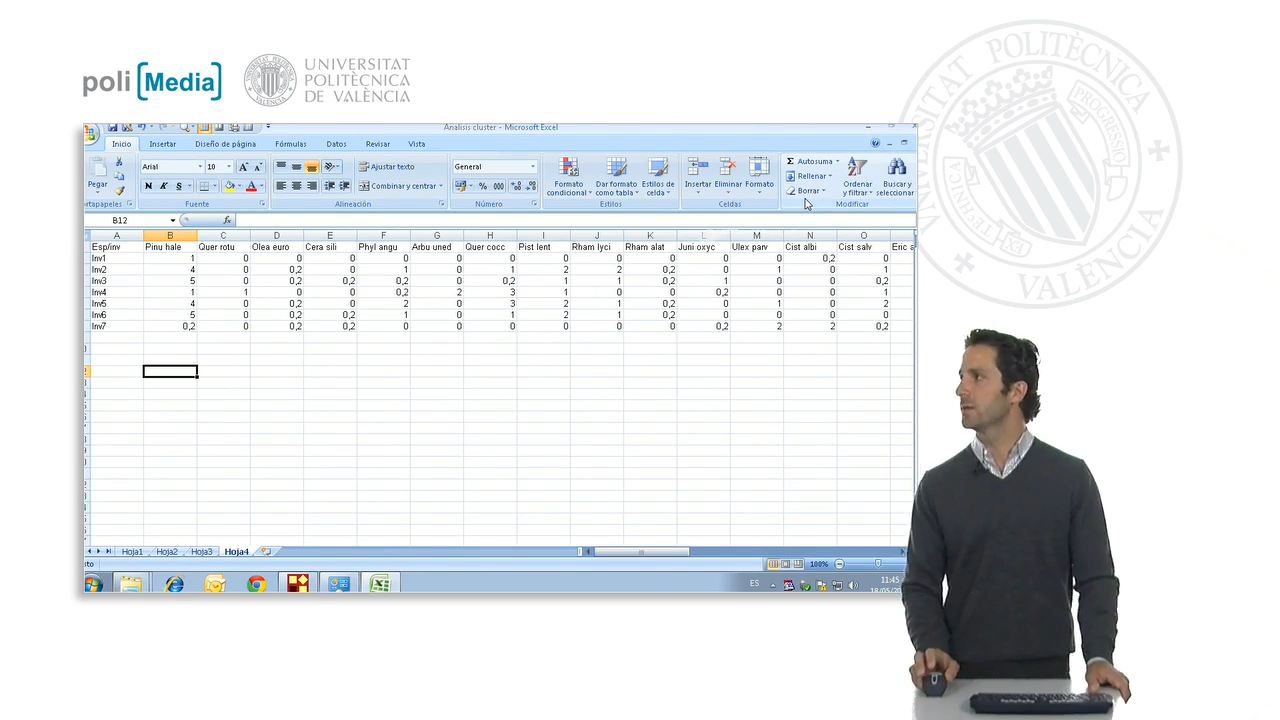 poli [Media]
UNIVERSITAT
POLITÈCNICA
DE VALÈNCIA
Analisis cluster - Microsoft Excel
Inicio Insertar Diseño de página Fórmulas Datos Revisar Vista
Pegar
Arial 10
N K S
Ajustar texto
Combinar y centrar
General
% 000
Formato condicional
Dar formato como tabla
Estilos de celda
Insertar Eliminar Formato
Σ Autosuma
Rellenar
Borrar
Ordenar y filtrar
Buscar y seleccionar
ortapapeles Fuente Alineación Número Estilos Celdas Modificar
B12 fx
A B C D E F G H I J K L M N O
Esp/inv Pinu hale Quer rotu Olea euro Cera sili Phyl angu Arbu uned Quer cocc Pist lent Rham lyci Rham alat Juni oxyc Ulex parv Cist albi Cist salv Eric a
Inv1 1 0 0 0 0 0 0 0 0 0 0 0 0,2 0
Inv2 4 0 0,2 0 1 0 1 2 2 0,2 0 1 0 1
Inv3 5 0 0,2 0,2 0,2 0 0,2 1 1 0,2 1 0 0 0,2
Inv4 1 1 0 0 0,2 2 3 1 0 0 0,2 0 0 1
Inv5 4 0 0,2 0 2 0 3 2 1 0,2 0 1 0 2
Inv6 5 0 0,2 0,2 1 0 1 2 1 0,2 0 0 0 0
Inv7 0,2 0 0,2 0,2 0 0 0 0 0 0 0,2 2 2 0,2
Hoja1 Hoja2 Hoja3 Hoja4
100%
ES
11:45
18/05/20